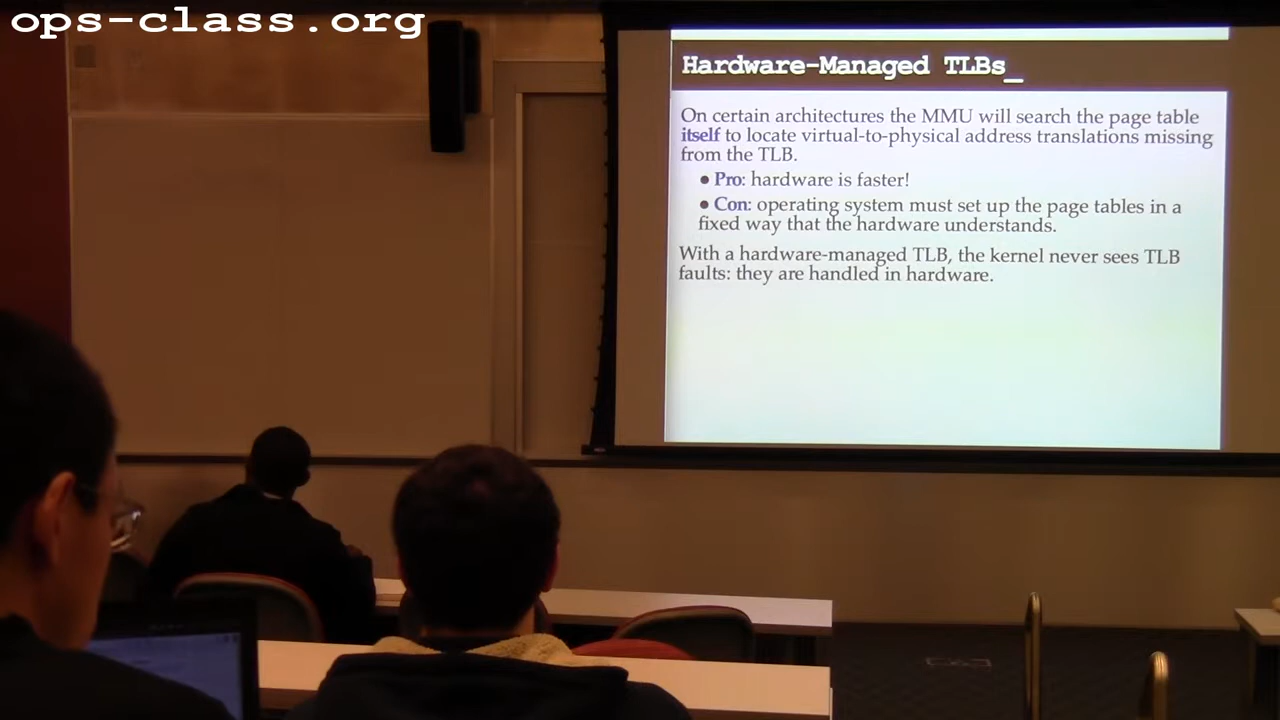 ops-class.org
Hardware-Managed TLBs_
On certain architectures the MMU will search the page table
itself to locate virtual-to-physical address translations missing
from the TLB.
● Pro: hardware is faster!
● Con: operating system must set up the page tables in a
fixed way that the hardware understands.
With a hardware-managed TLB, the kernel never sees TLB
faults: they are handled in hardware.